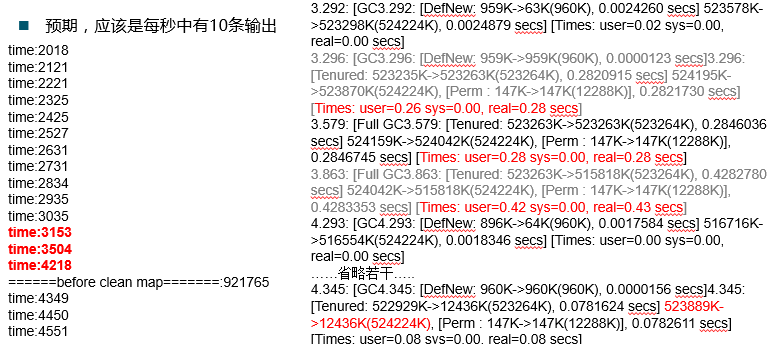 预期，应该是每秒中有10条输出
time:2018
time:2121
time:2221
time:2325
time:2425
time:2527
time:2631
time:2731
time:2834
time:2935
time:3035
time:3153
time:3504
time:4218
======before clean map=======:921765
time:4349
time:4450
time:4551
3.292: [GC3.292: [DefNew: 959K->63K(960K), 0.0024260 secs] 523578K-
>523298K(524224K), 0.0024879 secs] [Times: user=0.02 sys=0.00,
real=0.00 secs]
3.296: [GC3.296: [DefNew: 959K->959K(960K), 0.0000123 secs]3.296:
[Tenured: 523235K->523263K(523264K), 0.2820915 secs] 524195K-
>523870K(524224K), [Perm : 147K->147K(12288K)], 0.2821730 secs]
[Times: user=0.26 sys=0.00, real=0.28 secs]
3.579: [Full GC3.579: [Tenured: 523263K->523263K(523264K), 0.2846036
secs] 524159K->524042K(524224K), [Perm : 147K->147K(12288K)],
0.2846745 secs] [Times: user=0.28 sys=0.00, real=0.28 secs]
3.863: [Full GC3.863: [Tenured: 523263K->515818K(523264K), 0.4282780
secs] 524042K->515818K(524224K), [Perm : 147K->147K(12288K)],
0.4283353 secs] [Times: user=0.42 sys=0.00, real=0.43 secs]
4.293: [GC4.293: [DefNew: 896K->64K(960K), 0.0017584 secs] 516716K-
>516554K(524224K), 0.0018346 secs] [Times: user=0.00 sys=0.00,
real=0.00 secs]
……省略若干…..
4.345: [GC4.345: [DefNew: 960K->960K(960K), 0.0000156 secs]4.345:
[Tenured: 522929K->12436K(523264K), 0.0781624 secs] 523889K-
>12436K(524224K), [Perm : 147K->147K(12288K)], 0.0782611 secs]
[Times: user=0.08 sys=0.00, real=0.08 secs]